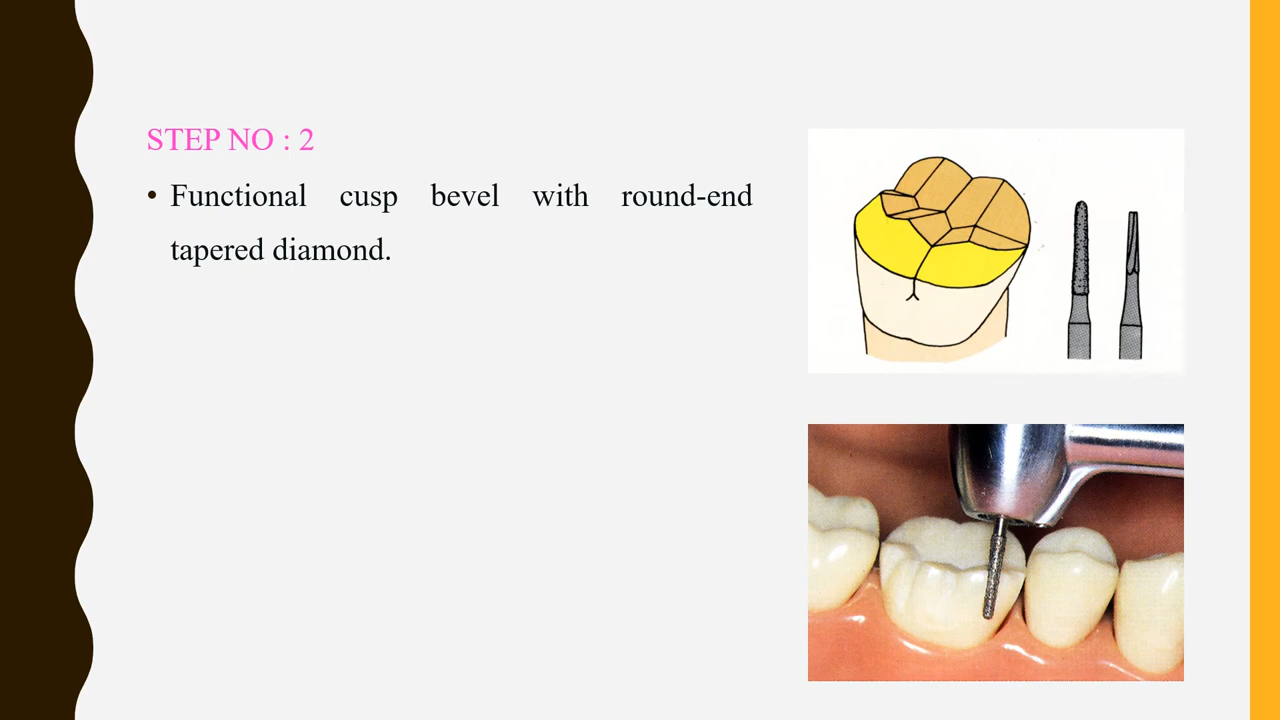 STEP NO : 2
• Functional cusp bevel with round-end
tapered diamond.